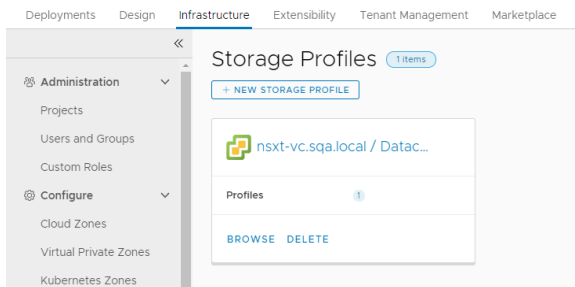 Deployments Design Infrastructure Extensibility Tenant Management Marketplace
«
Storage Profiles 1 items
+ NEW STORAGE PROFILE
Administration
Projects
Users and Groups
Custom Roles
Configure
Cloud Zones
Virtual Private Zones
Kubernetes Zones
nsxt-vc.sqa.local / Datac...
Profiles 1
BROWSE DELETE